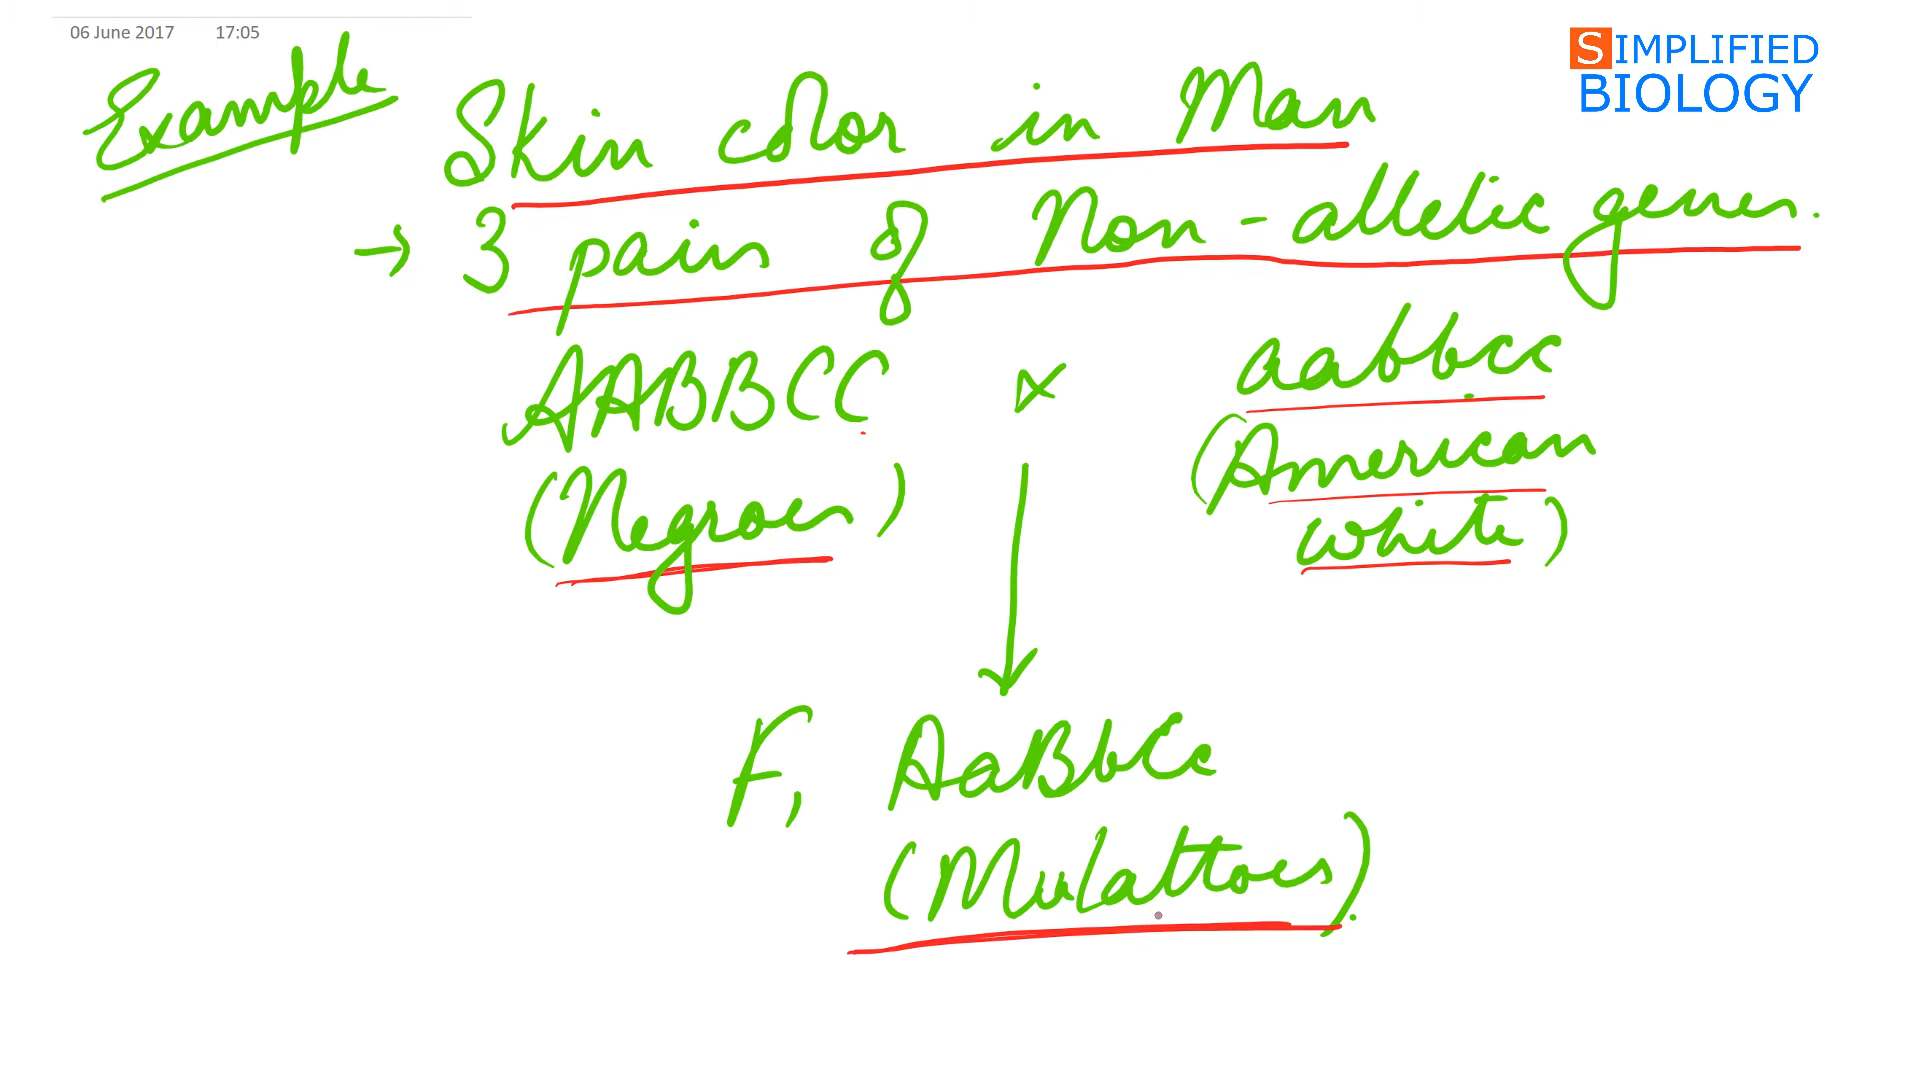 06 June 2017 17:05
SIMPLIFIED
BIOLOGY
Example
Skin color in Man
→ 3 pairs of Non-allelic genes.
AABBCC × aabbcc
(Negroes) (American
white)
F1 AaBbCc
(Mulattoes)